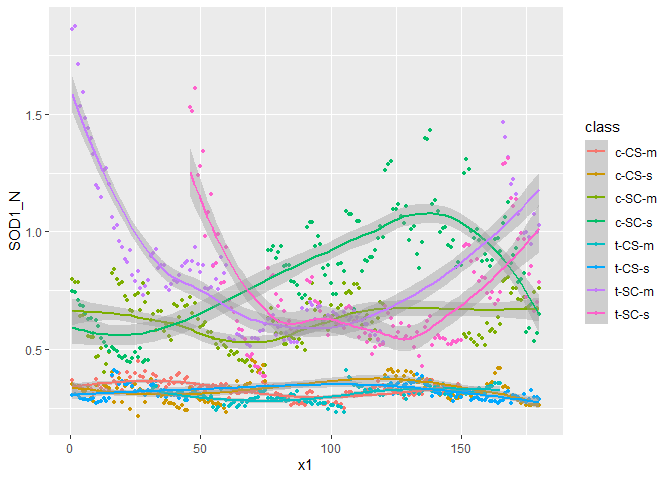 1.5
1.0
0.5
SOD1_N
0
50
100
150
x1
class
c-CS-m
c-CS-s
c-SC-m
c-SC-s
t-CS-m
t-CS-s
t-SC-m
t-SC-s